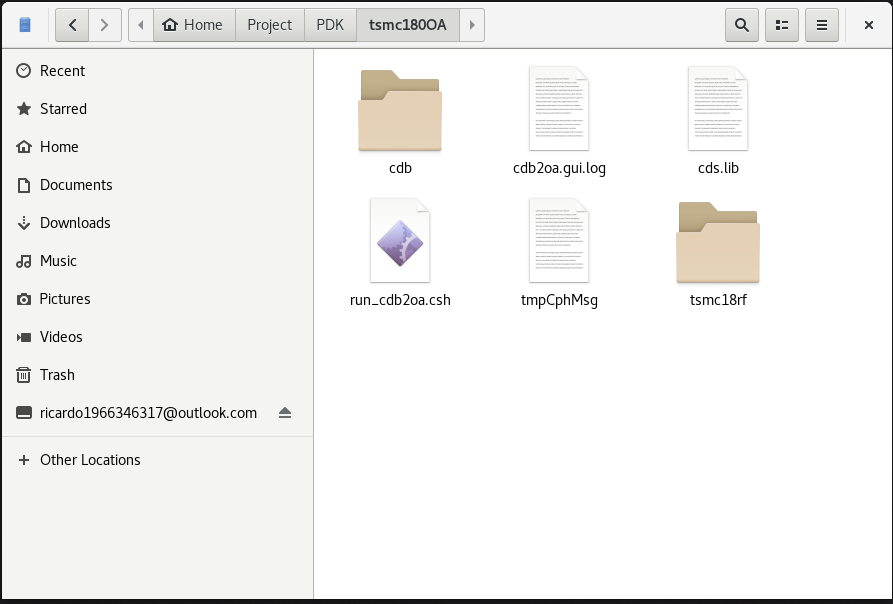 Home
Project
PDK
tsmc180OA
Recent
Starred
Home
Documents
Downloads
Music
Pictures
Videos
Trash
ricardo1966346317@outlook.com
Other Locations
cdb
cdb2oa.gui.log
cds.lib
run_cdb2oa.csh
tmpCphMsg
tsmc18rf